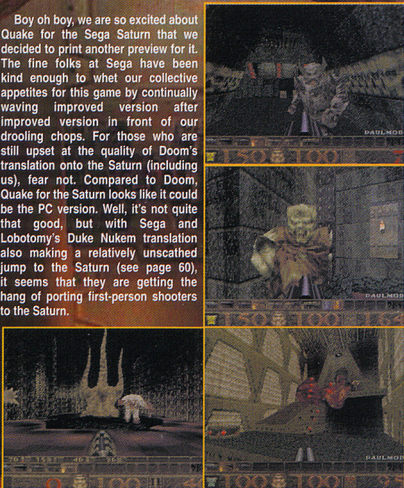 Boy oh boy, we are so excited about
Quake for the Sega Saturn that we
decided to print another preview for it.
The fine folks at Sega have been
kind enough to whet our collective
appetites for this game by continually
waving improved version after
improved version in front of our
drooling chops. For those who are
still upset at the quality of Doom's
translation onto the Saturn (including
us), fear not. Compared to Doom,
Quake for the Saturn looks like it could
be the PC version. Well, it's not quite
that good, but with Sega and
Lobotomy's Duke Nukem translation
also making a relatively unscathed
jump to the Saturn (see page 60),
it seems that they are getting the
hang of porting first-person shooters
to the Saturn.
PAULMOB
150 100
PAULMOB
PAULMOB
100